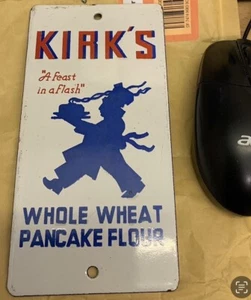 KIRK'S
"A feast
in a flash"
WHOLE WHEAT
PANCAKE FLOUR
a